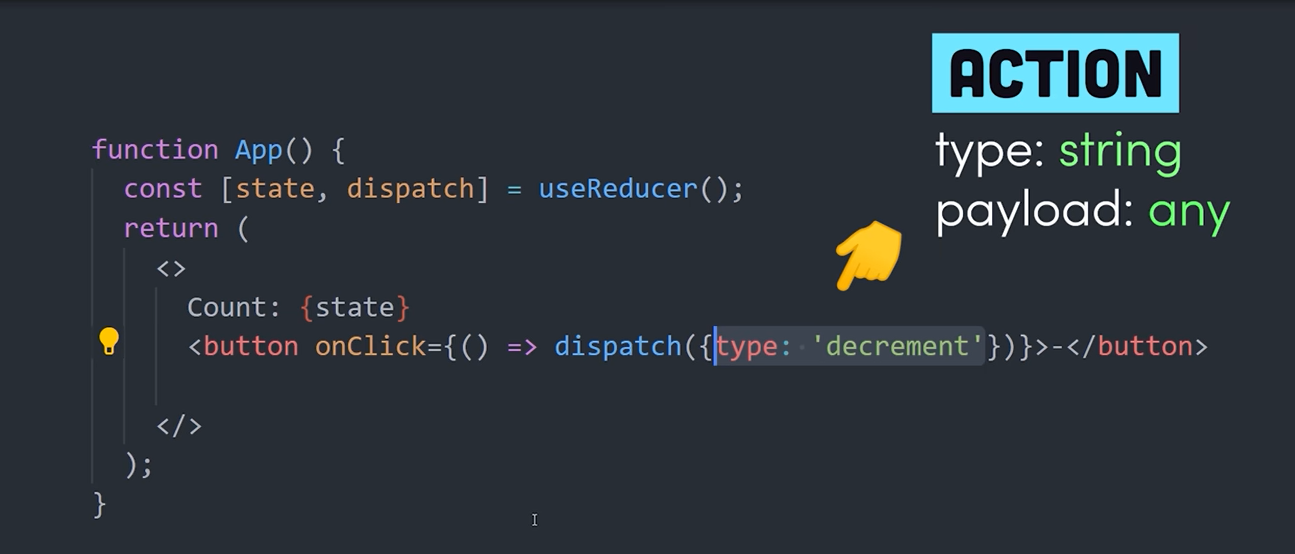 ACTION
type: string
payload: any
function App() {
const [state, dispatch] = useReducer();
return (
<>
Count: {state}
<button onClick={() => dispatch({type: 'decrement'})}>-</button>
</>
);
}